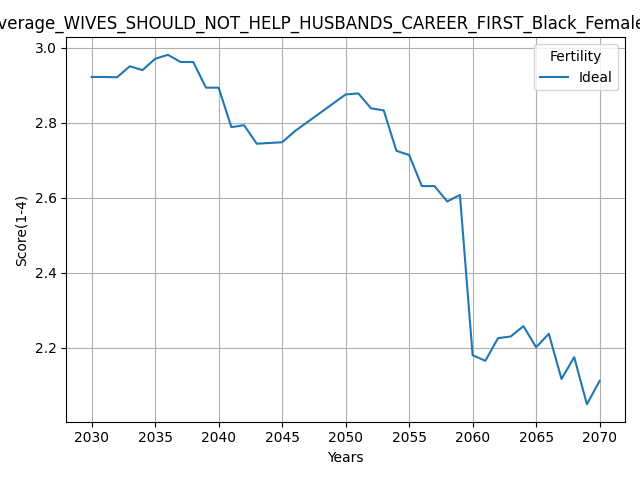 verage_WIVES_SHOULD_NOT_HELP_HUSBANDS_CAREER_FIRST_Black_Female
3.0
2.8
2.6
2.4
2.2
Score(1-4)
Fertility
Ideal
2030 2035 2040 2045 2050 2055 2060 2065 2070
Years